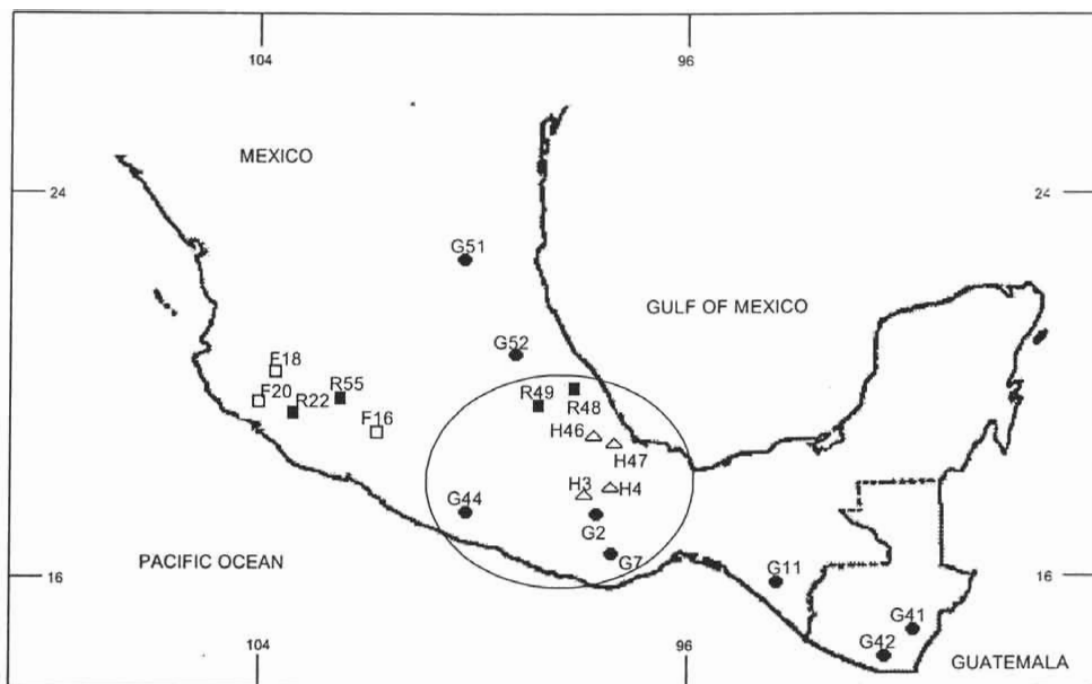 104
96
MEXICO
24
24
G51
GULF OF MEXICO
G52
F18
F20
R55
R22
R49
R48
F16
H46
H47
H3
H4
G44
G2
PACIFIC OCEAN
G7
16
G11
16
G41
G42
104
96
GUATEMALA